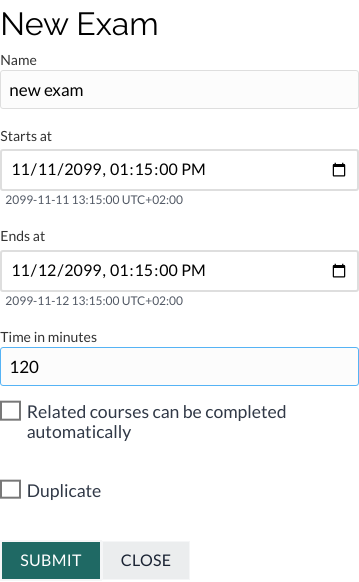 New Exam
Name
new exam
Starts at
11/11/2099, 01:15:00 PM
2099-11-11 13:15:00 UTC+02:00
Ends at
11/12/2099, 01:15:00 PM
2099-11-12 13:15:00 UTC+02:00
Time in minutes
120
Related courses can be completed
automatically
Duplicate
SUBMIT CLOSE